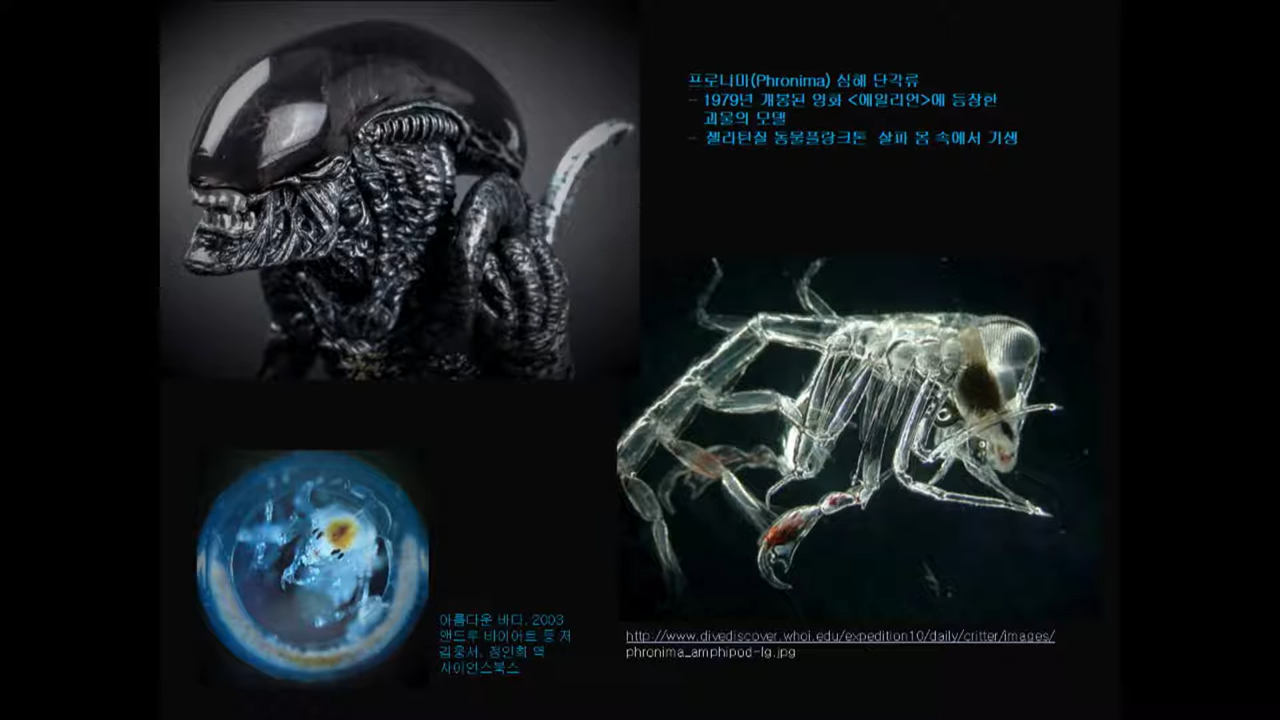 프로니마(Phronima) 심해 단각류
- 1979년 개봉된 영화 <에일리언>에 등장한
괴물의 모델
- 젤라틴질 동물플랑크톤 살파 몸 속에서 기생
아름다운 바다, 2003
앤드루 바이어트 등 저
김웅서, 정인희 역
사이언스북스
http://www.divediscover.whoi.edu/expedition10/daily/critter/images/
phronima_amphipod-lg.jpg